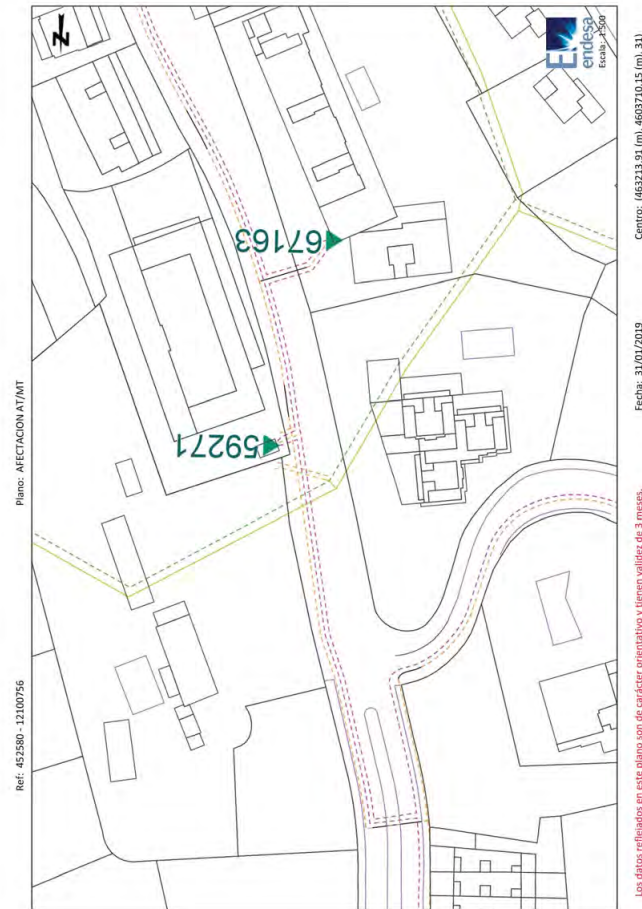 Ref: 452580 - 12100756
Plano: AFECTACION AT/MT
N
endesa
Escala: 1:500
67163
59271
Los datos reflejados en este plano son de carácter orientativo y tienen validez de 3 meses.
Fecha: 31/01/2019
Centro: (463213.91 (m), 4603710.15 (m), 31)